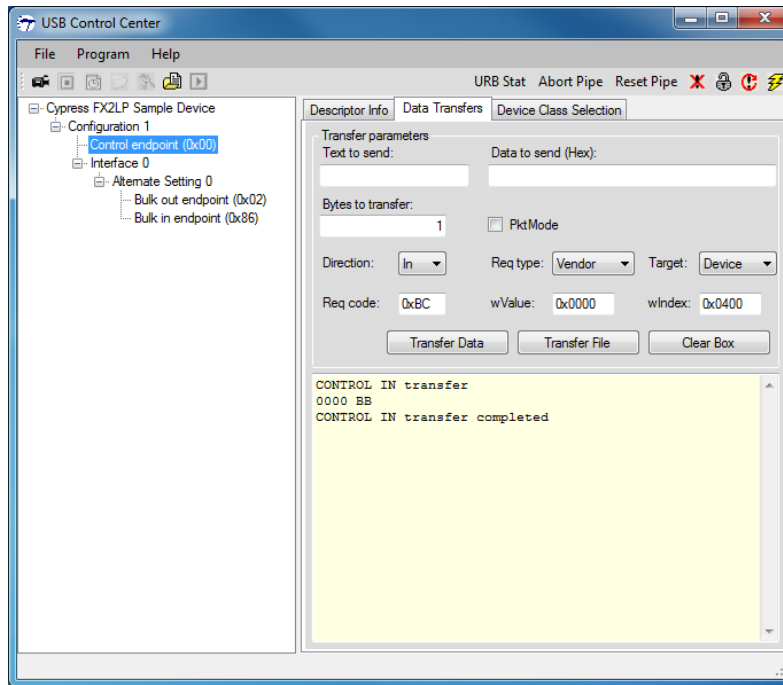 USB Control Center
File Program Help
URB Stat Abort Pipe Reset Pipe
Cypress FX2LP Sample Device
Configuration 1
Control endpoint (0x00)
Interface 0
Alternate Setting 0
Bulk out endpoint (0x02)
Bulk in endpoint (0x86)
Descriptor Info Data Transfers Device Class Selection
Transfer parameters
Text to send: Data to send (Hex):
Bytes to transfer:
1 PktMode
Direction: In Req type: Vendor Target: Device
Req code: 0xBC wValue: 0x0000 wIndex: 0x0400
Transfer Data Transfer File Clear Box
CONTROL IN transfer
0000 BB
CONTROL IN transfer completed